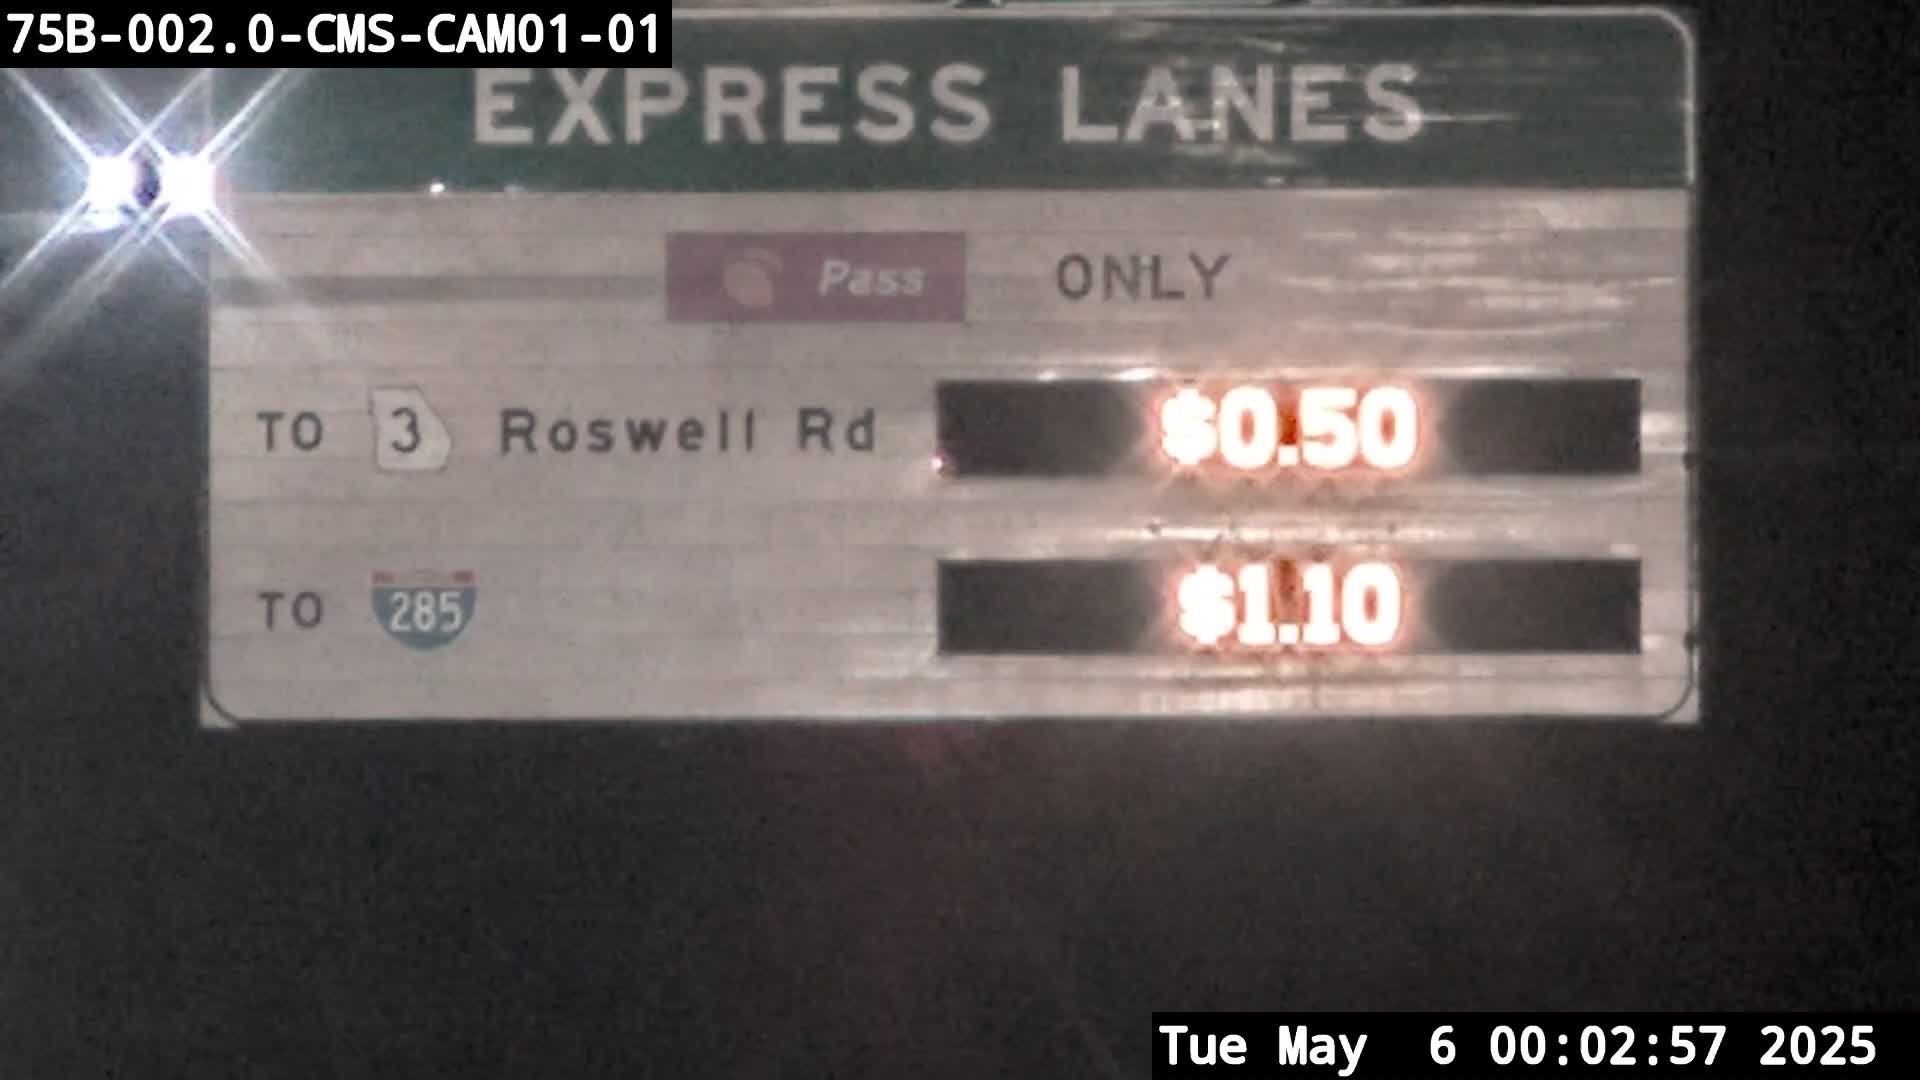 75B-002.0-CMS-CAM01-01
EXPRESS LANES
Pass ONLY
TO 3 Roswell Rd $0.50
TO 285 $1.10
Tue May 6 00:02:57 2025